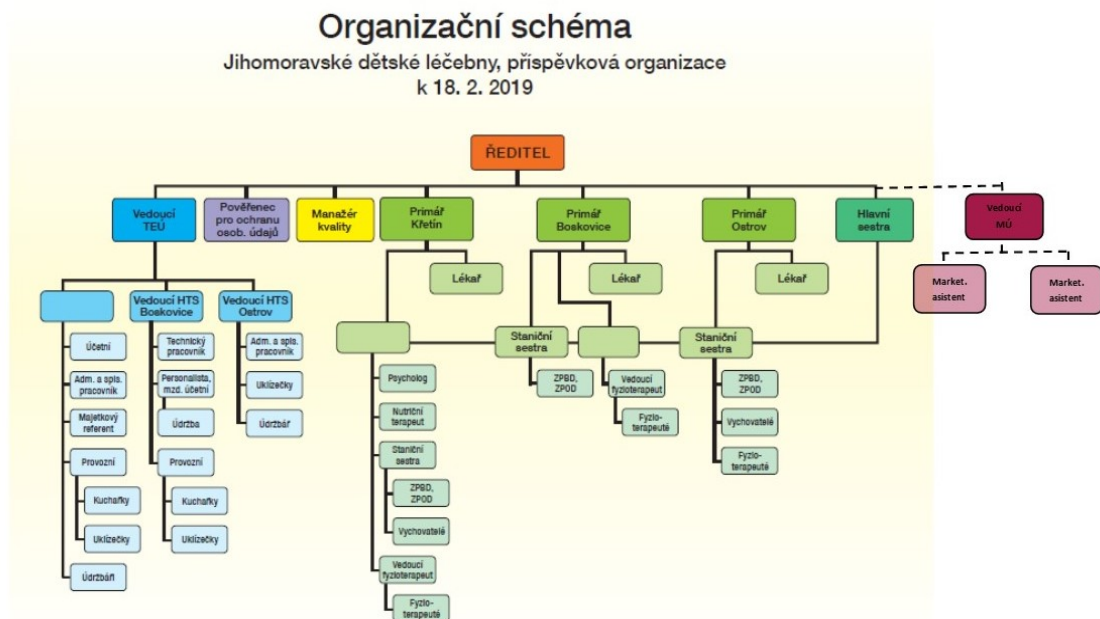 Organizační schéma
Jihomoravské dětské léčebny, příspěvková organizace
k 18. 2. 2019
ŘEDITEL
Vedoucí
TEÚ
Pověřenec
pro ochranu
osob. údajů
Manažér
kvality
Primář
Křetín
Primář
Boskovice
Primář
Ostrov
Hlavní
sestra
Vedoucí
MÚ
Lékař
Lékař
Lékař
Market.
asistent
Market.
asistent
Vedoucí HTS
Boskovice
Vedoucí HTS
Ostrov
Účetní
Adm. a spis.
pracovník
Majetkový
referent
Provozní
Kuchařky
Uklízečky
Údržbáři
Technický
pracovník
Personalista,
mzd. účetní
Údržba
Provozní
Kuchařky
Uklízečky
Adm. a spis.
pracovník
Uklízečky
Údržbář
Psycholog
Nutriční
terapeut
Staniční
sestra
ZPBD,
ZPOD
Vychovatelé
Vedoucí
fyzioterapeut
Fyzio-
terapeuté
Staniční
sestra
ZPBD,
ZPOD
Vedoucí
fyzioterapeut
Fyzio-
terapeuté
Staniční
sestra
ZPBD,
ZPOD
Vychovatelé
Fyzio-
terapeuté